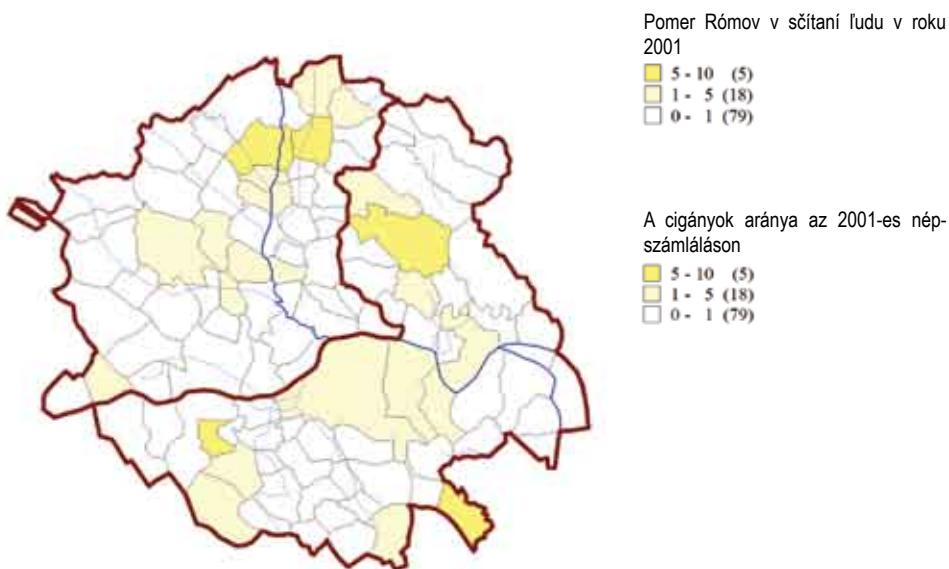 Pomer Rómov v sčítaní ľudu v roku
2001
5 - 10 (5)
1 - 5 (18)
0 - 1 (79)
A cigányok aránya az 2001-es nép-
számláláson
5 - 10 (5)
1 - 5 (18)
0 - 1 (79)